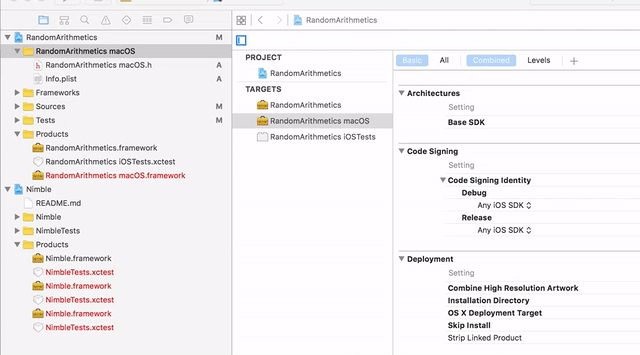 RandomArithmetics
RandomArithmetics M
RandomArithmetics macOS
RandomArithmetics macOS.h A
Info.plist A
Frameworks
Sources M
Tests M
Products
RandomArithmetics.framework
RandomArithmetics iOSTests.xctest
RandomArithmetics macOS.framework
Nimble
README.md
Nimble
NimbleTests
Products
Nimble.framework
NimbleTests.xctest
Nimble.framework
NimbleTests.xctest
Nimble.framework
NimbleTests.xctest
PROJECT
RandomArithmetics
TARGETS
RandomArithmetics
RandomArithmetics macOS
RandomArithmetics iOSTests
Basic All Combined Levels +
Architectures
Setting
Base SDK
Code Signing
Setting
Code Signing Identity
Debug
Any iOS SDK
Release
Any iOS SDK
Deployment
Setting
Combine High Resolution Artwork
Installation Directory
OS X Deployment Target
Skip Install
Strip Linked Product